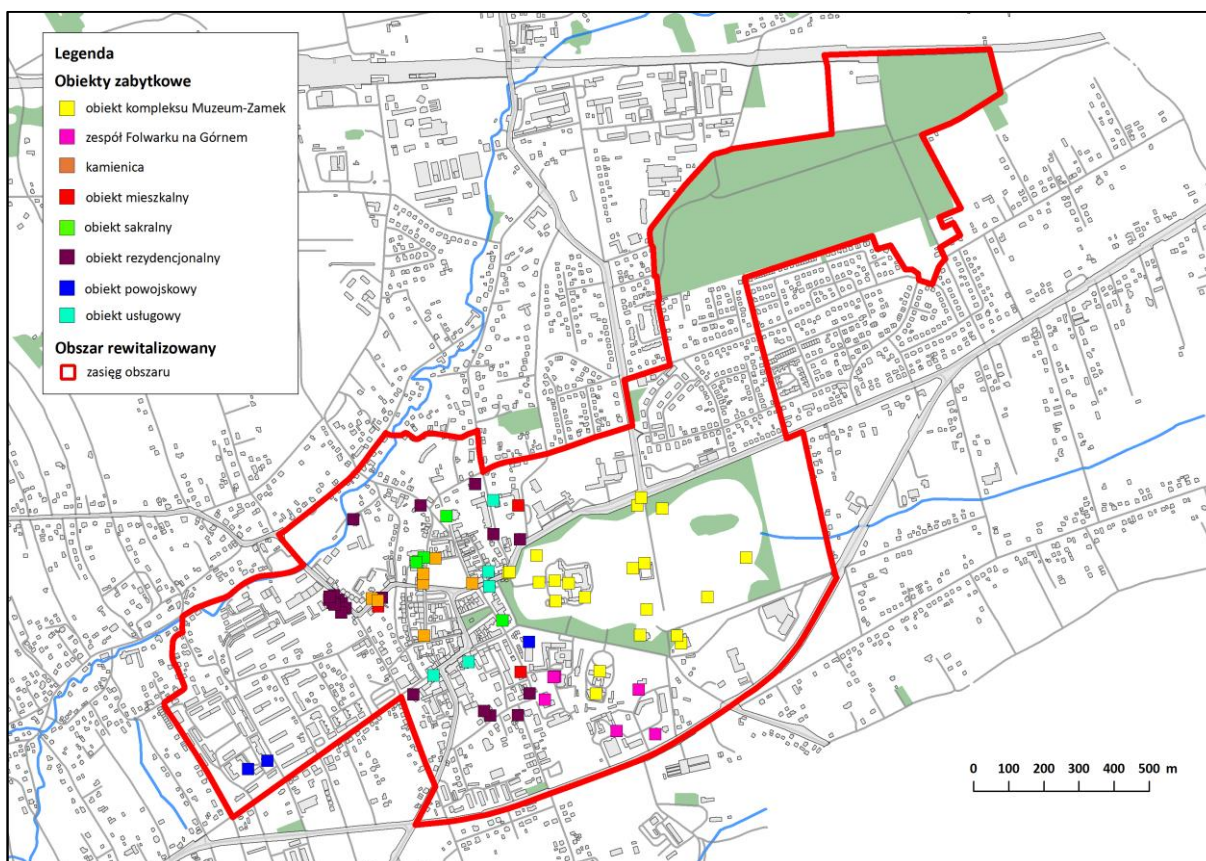 Legenda
Obiekty zabytkowe
obiekt kompleksu Muzeum-Zamek
zespół Folwarku na Górnem
kamienica
obiekt mieszkalny
obiekt sakralny
obiekt rezydencjonalny
obiekt powojskowy
obiekt usługowy
Obszar rewitalizowany
zasięg obszaru
0 100 200 300 400 500 m